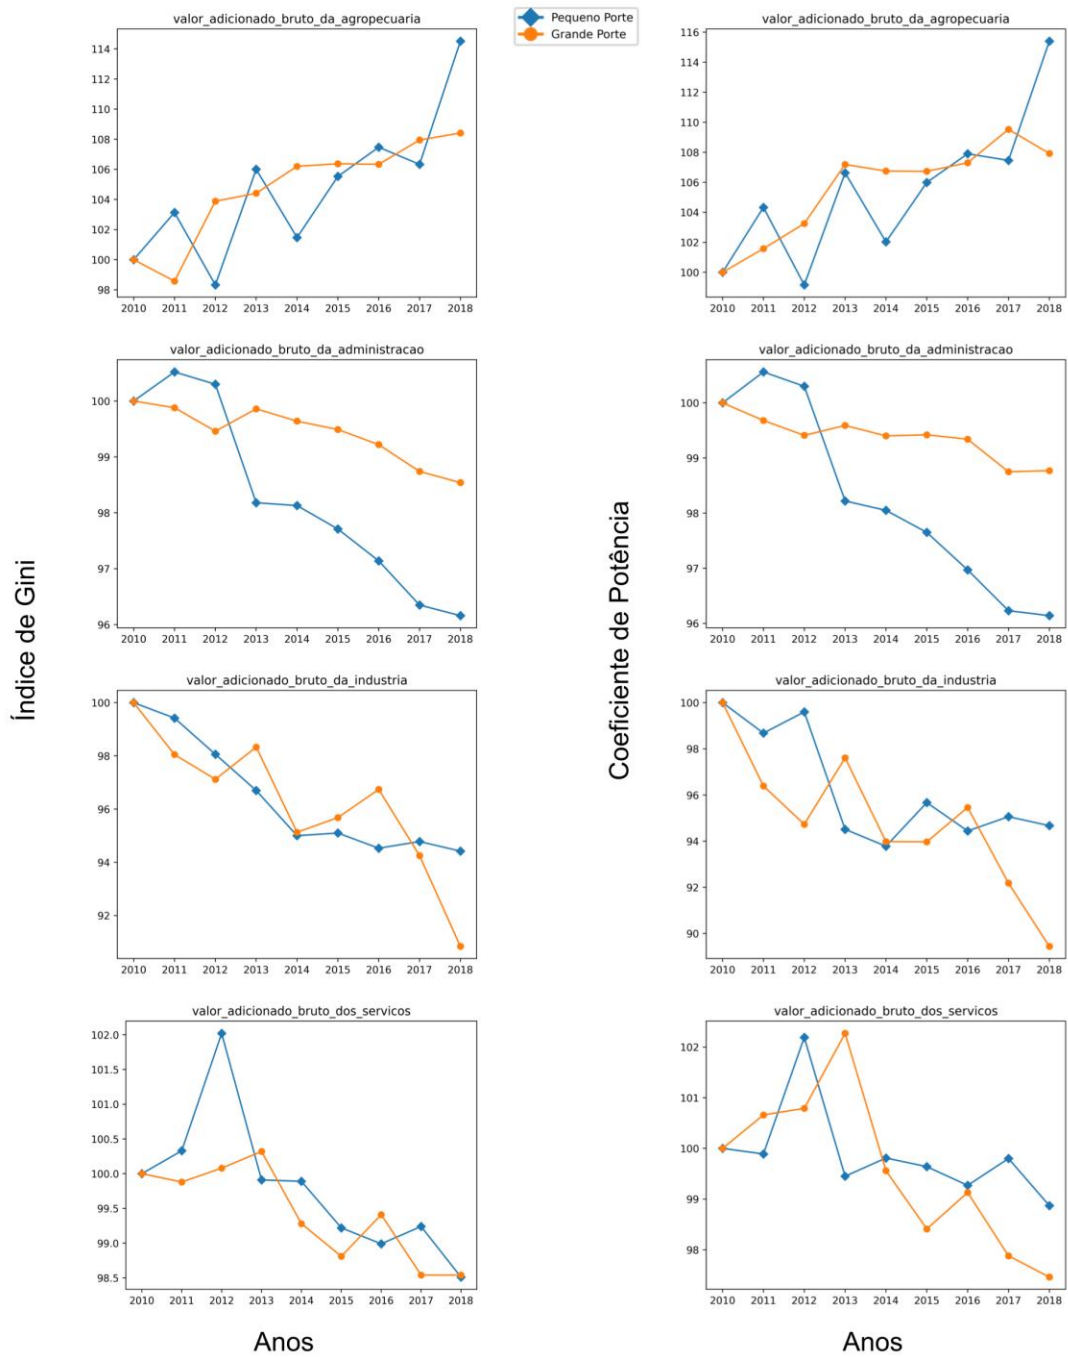 Pequeno Porte
Grande Porte
valor_adicionado_bruto_da_agropecuaria
114
112
110
108
106
104
102
100
98
2010 2011 2012 2013 2014 2015 2016 2017 2018
valor_adicionado_bruto_da_agropecuaria
116
114
112
110
108
106
104
102
100
2010 2011 2012 2013 2014 2015 2016 2017 2018
valor_adicionado_bruto_da_administracao
100
99
98
97
96
2010 2011 2012 2013 2014 2015 2016 2017 2018
valor_adicionado_bruto_da_administracao
100
99
98
97
96
2010 2011 2012 2013 2014 2015 2016 2017 2018
Índice de Gini
Coeficiente de Potência
valor_adicionado_bruto_da_industria
100
98
96
94
92
2010 2011 2012 2013 2014 2015 2016 2017 2018
valor_adicionado_bruto_da_industria
100
98
96
94
92
90
2010 2011 2012 2013 2014 2015 2016 2017 2018
valor_adicionado_bruto_dos_servicos
102.0
101.5
101.0
100.5
100.0
99.5
99.0
98.5
2010 2011 2012 2013 2014 2015 2016 2017 2018
valor_adicionado_bruto_dos_servicos
102
101
100
99
98
2010 2011 2012 2013 2014 2015 2016 2017 2018
Anos
Anos